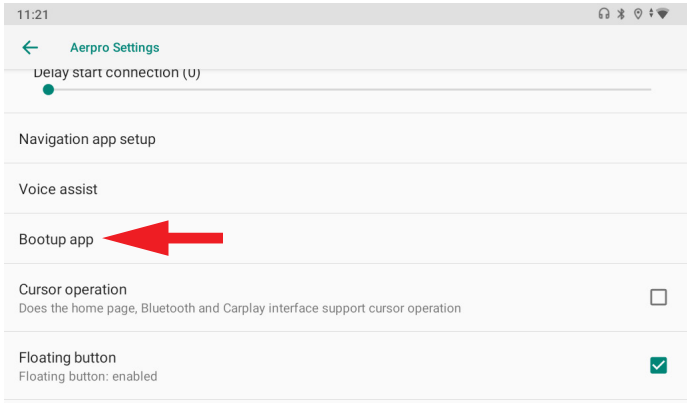 11:21
Aerpro Settings
Delay start connection (0)
Navigation app setup
Voice assist
Bootup app
Cursor operation
Does the home page, Bluetooth and Carplay interface support cursor operation
Floating button
Floating button: enabled